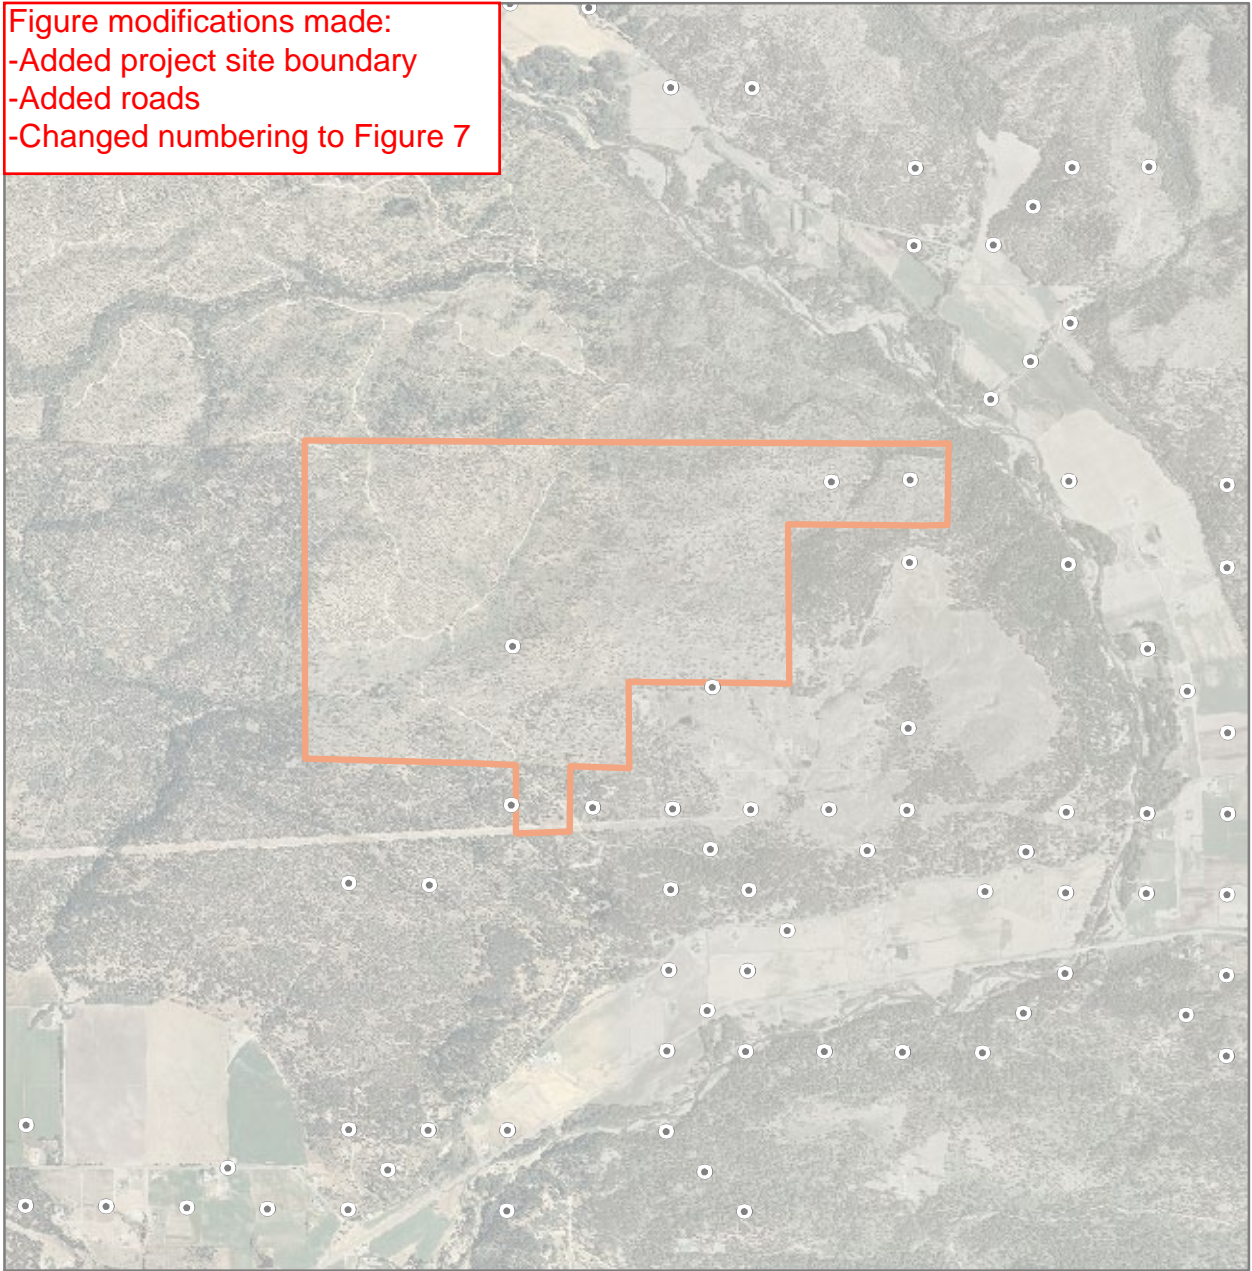 Figure modifications made:
-Added project site boundary
-Added roads
-Changed numbering to Figure 7